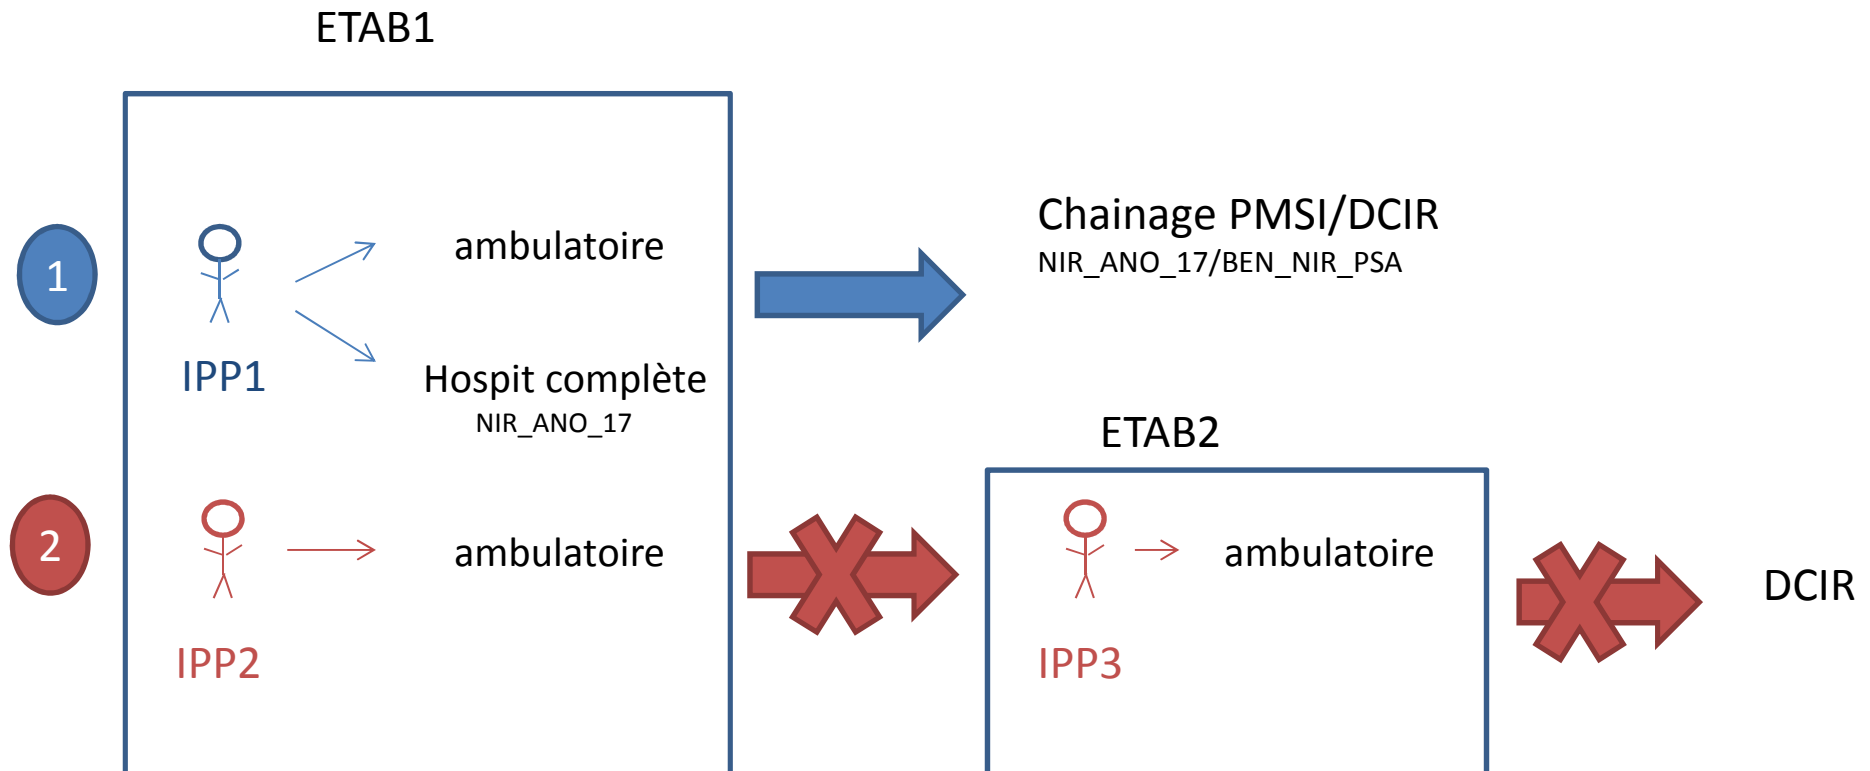 ETAB1
1
IPP1
ambulatoire
Hospit complète
NIR_ANO_17
Chainage PMSI/DCIR
NIR_ANO_17/BEN_NIR_PSA
2
IPP2
ambulatoire
ETAB2
IPP3
ambulatoire
DCIR